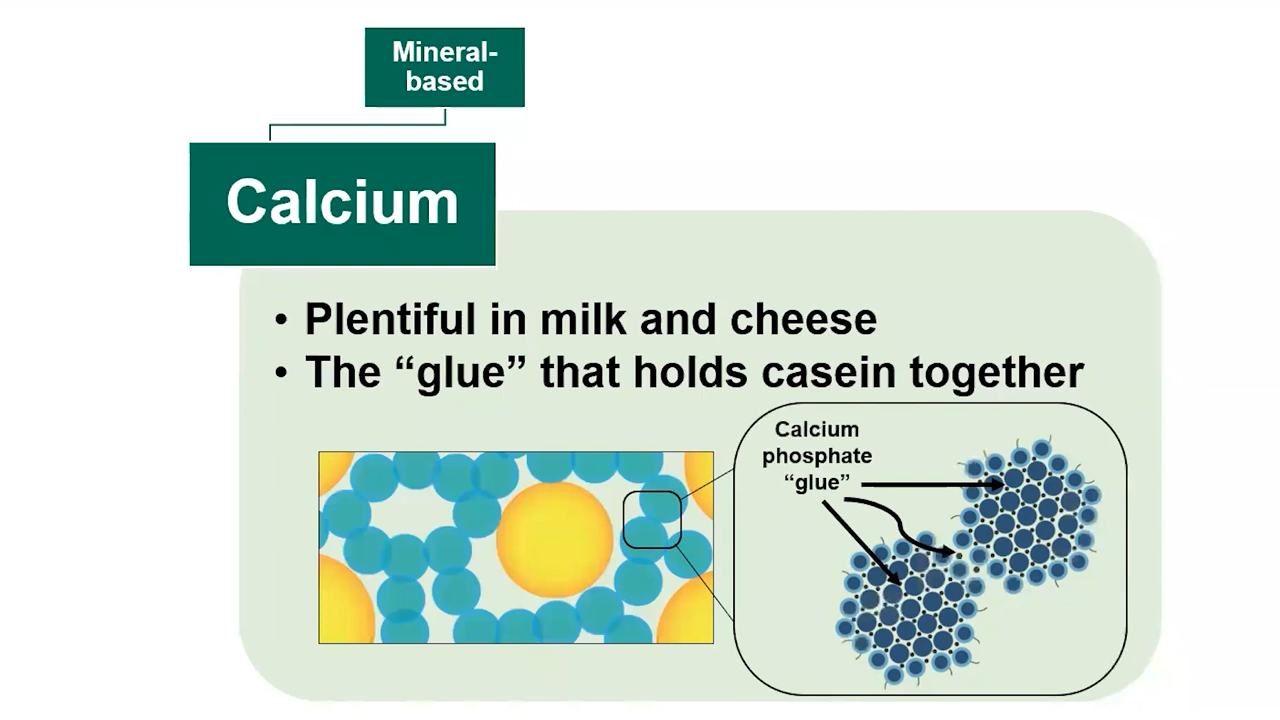 Mineral-
based
Calcium
• Plentiful in milk and cheese
• The “glue” that holds casein together
Calcium
phosphate
“glue”